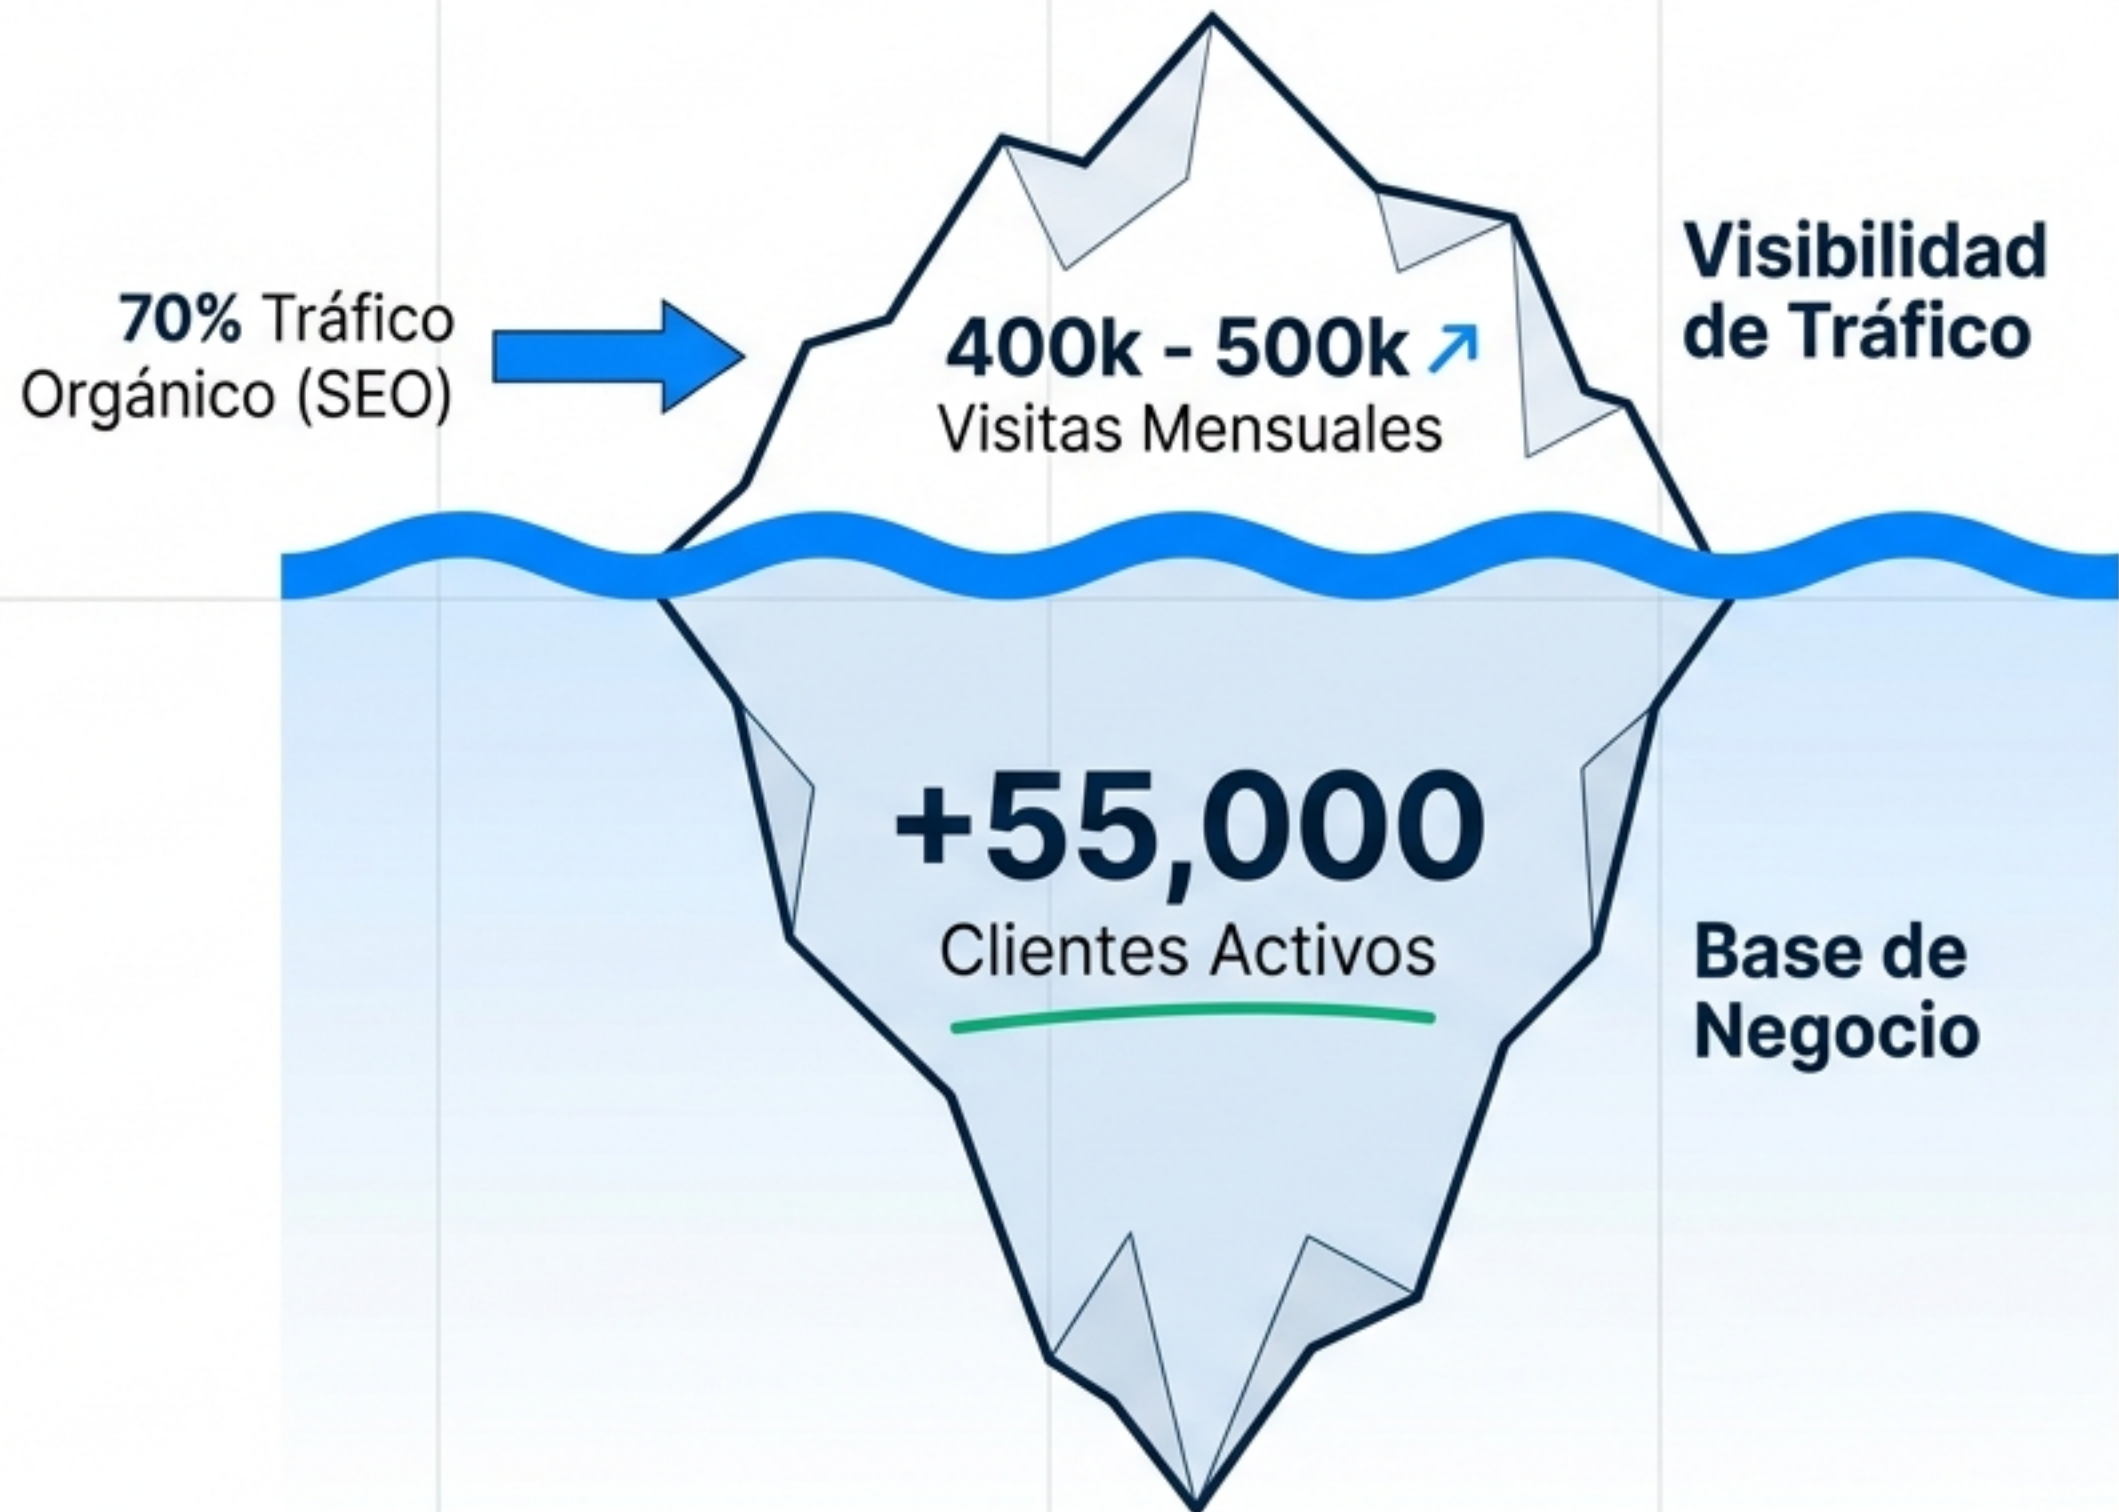 70% Tráfico
Orgánico (SEO)
400k - 500k
Visitas Mensuales
Visibilidad
de Tráfico
+55,000
Clientes Activos
Base de
Negocio